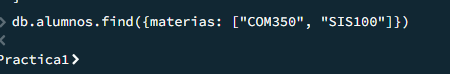 > db.alumnos.find({materias: ["COM350", "SIS100"]})
<
Practica1>